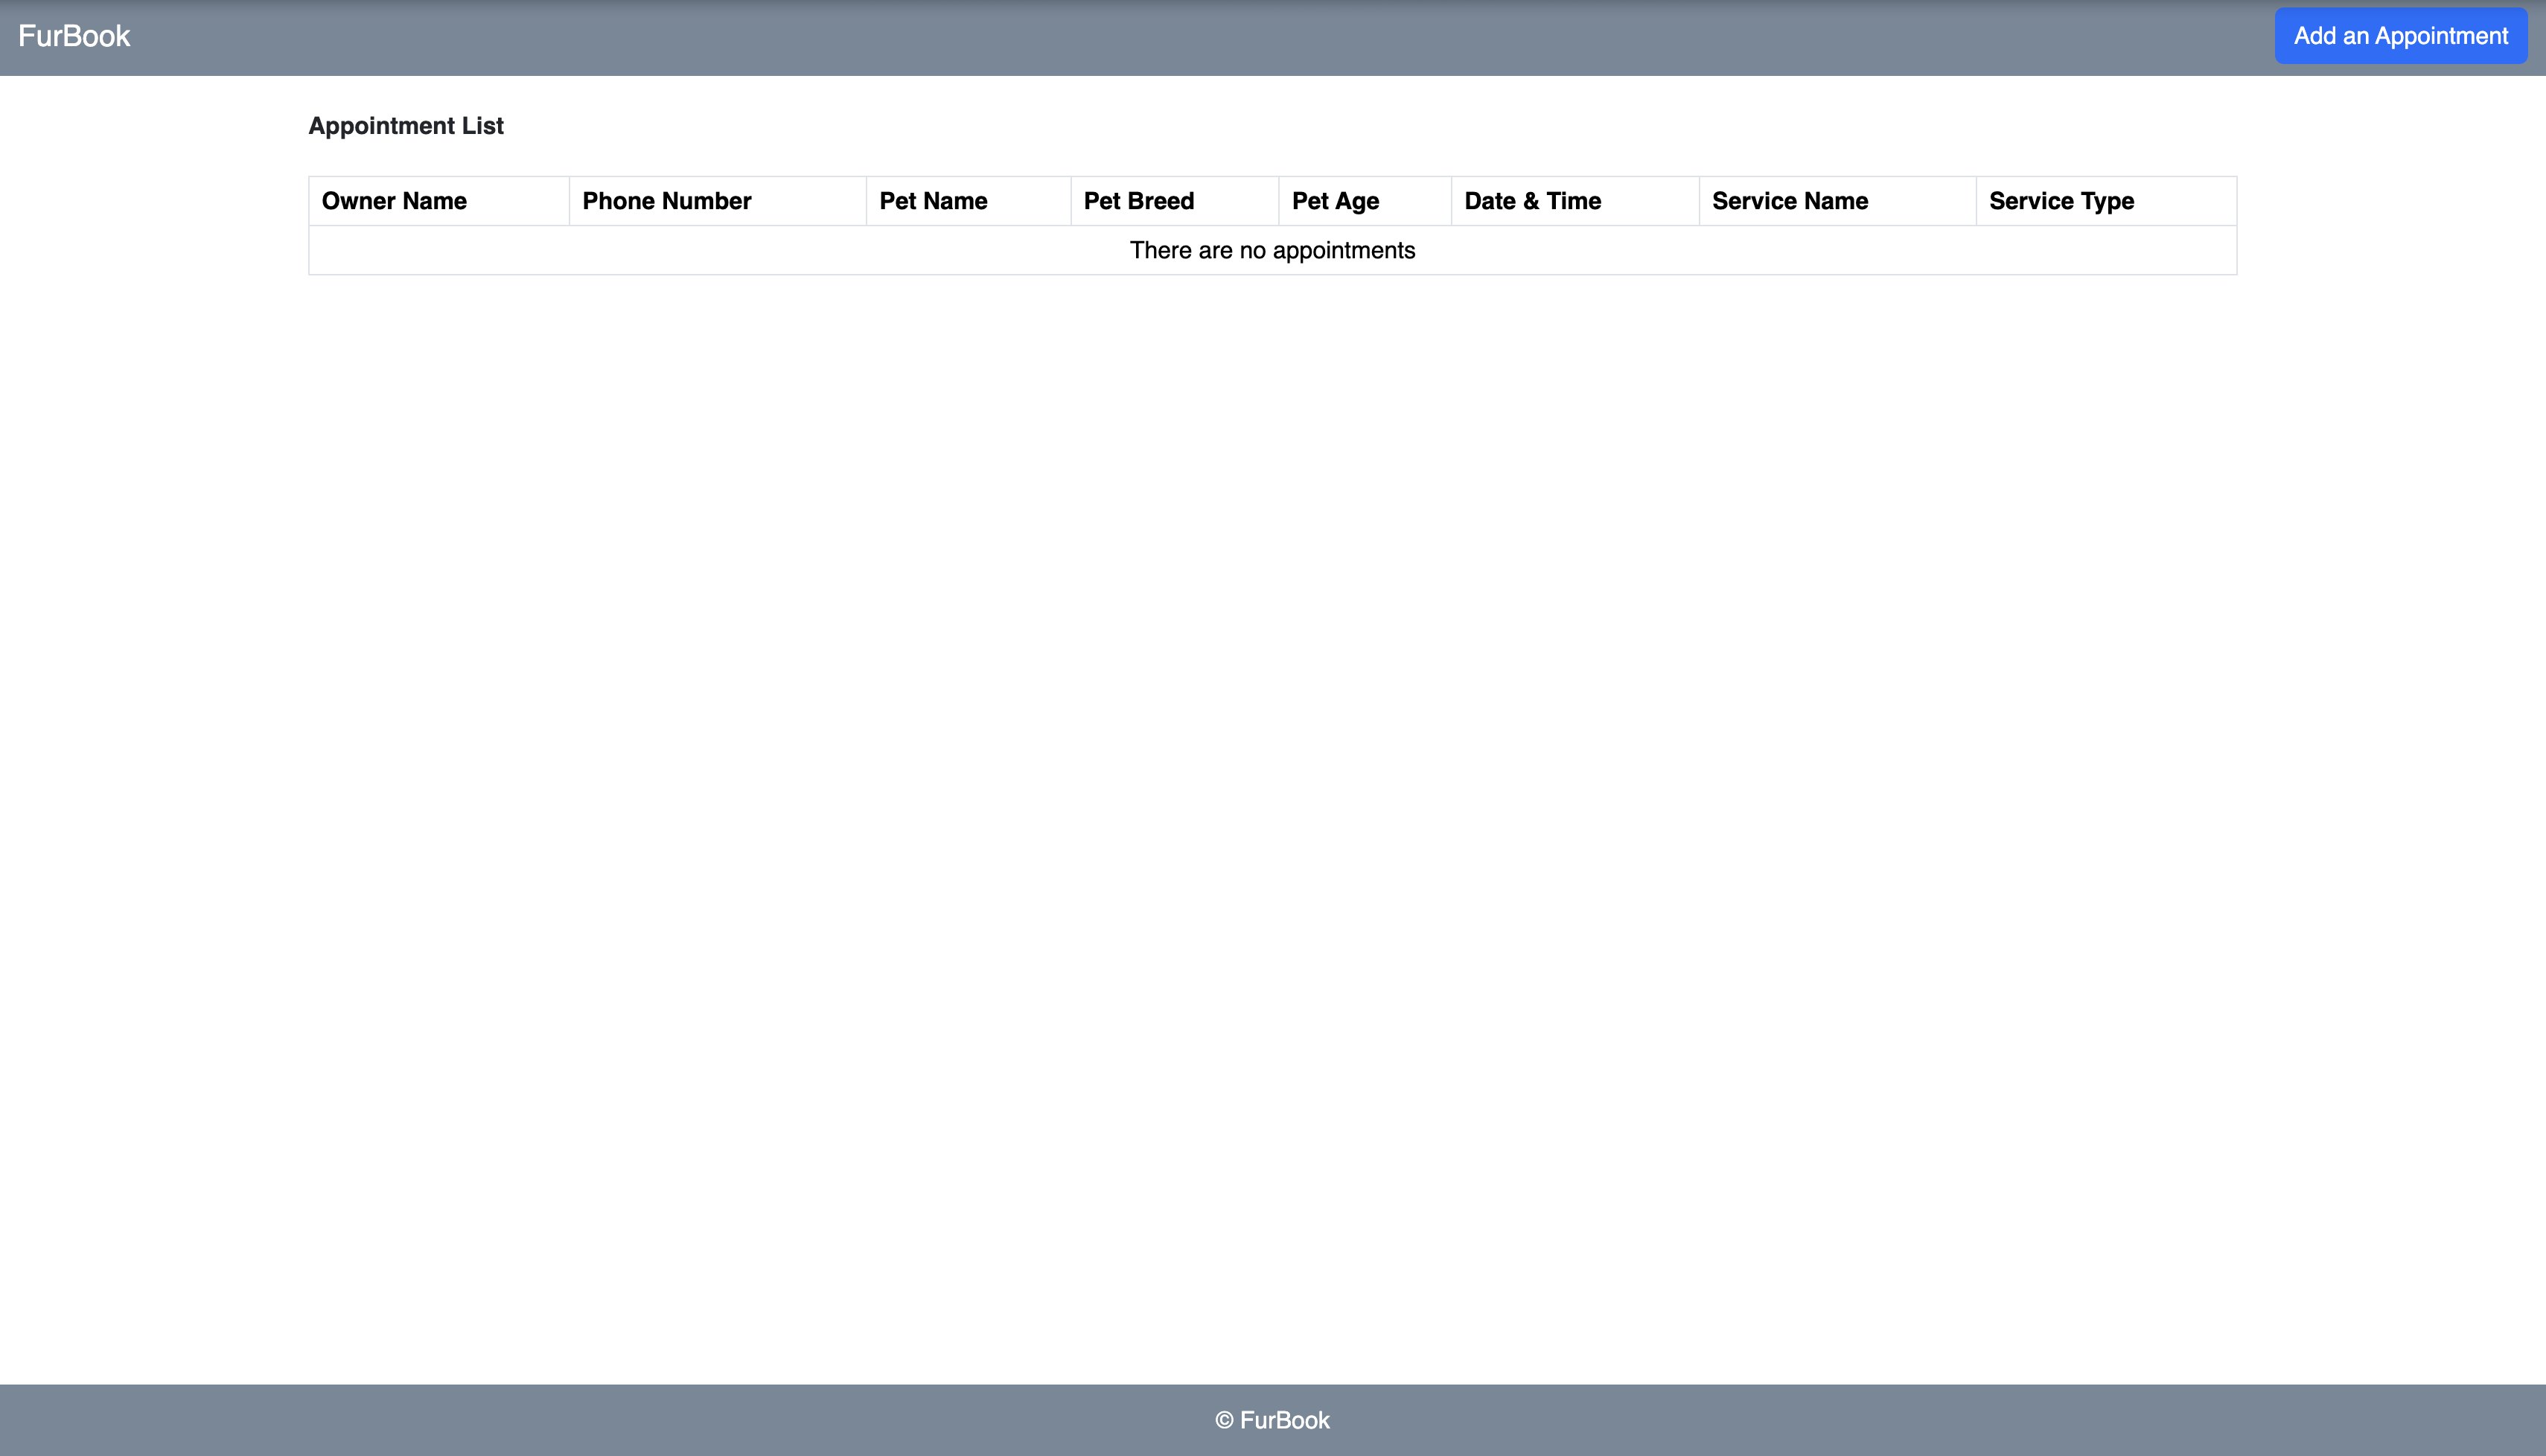 FurBook
Add an Appointment
Appointment List
Owner Name Phone Number Pet Name Pet Breed Pet Age Date & Time Service Name Service Type
There are no appointments
© FurBook